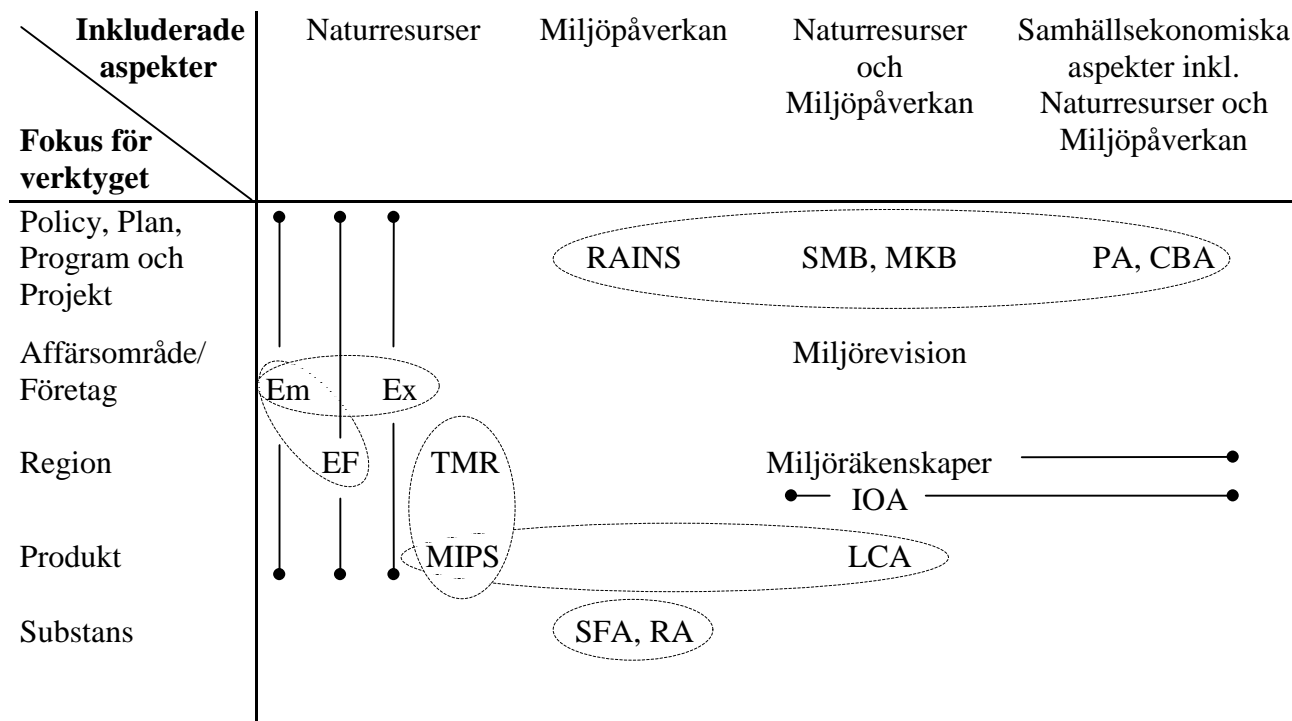 Inkluderade aspekter
Naturresurser
Miljöpåverkan
Naturresurser
och
Miljöpåverkan
Samhällsekonomiska
aspekter inkl.
Naturresurser och
Miljöpåverkan
Fokus för
verktyget
Policy, Plan,
Program och
Projekt
RAINS
SMB, MKB
PA, CBA
Affärsområde/
Företag
Em
Ex
Miljörevision
Region
EF
TMR
Miljöräkenskaper
IOA
Produkt
MIPS
LCA
Substans
SFA, RA